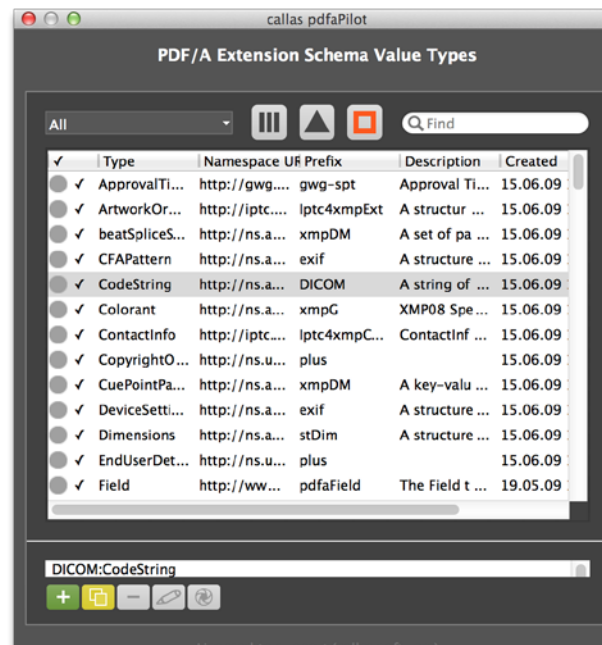 callas pdfaPilot
PDF/A Extension Schema Value Types
All Find
✓ Type Namespace UR Prefix Description Created
✓ ApprovalTi... http://gwg.... gwg-spt Approval Ti... 15.06.09
✓ ArtworkOr... http://iptc.... Iptc4xmpExt A structur ... 15.06.09
✓ beatSpliceS... http://ns.a... xmpDM A set of pa ... 15.06.09
✓ CFAPattern http://ns.a... exif A structure ... 15.06.09
✓ CodeString http://ns.a... DICOM A string of ... 15.06.09
✓ Colorant http://ns.a... xmpG XMP08 Spe... 15.06.09
✓ ContactInfo http://iptc.... Iptc4xmpC... ContactInf ... 15.06.09
✓ CopyrightO... http://ns.u... plus 15.06.09
✓ CuePointPa... http://ns.a... xmpDM A key-valu ... 15.06.09
✓ DeviceSetti... http://ns.a... exif A structure ... 15.06.09
✓ Dimensions http://ns.a... stDim A structure ... 15.06.09
✓ EndUserDet... http://ns.u... plus 15.06.09
✓ Field http://ww... pdfaField The Field t ... 19.05.09
DICOM:CodeString